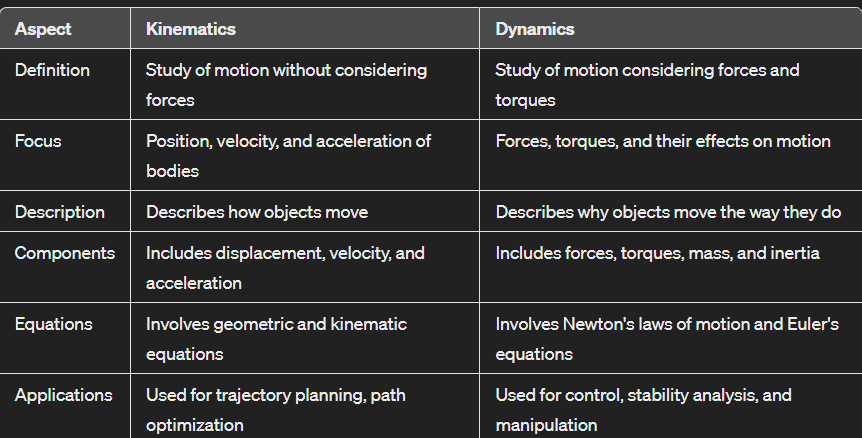 Aspect Kinematics Dynamics
Definition Study of motion without considering Study of motion considering forces and
forces torques
Focus Position, velocity, and acceleration of Forces, torques, and their effects on motion
bodies
Description Describes how objects move Describes why objects move the way they do
Components Includes displacement, velocity, and Includes forces, torques, mass, and inertia
acceleration
Equations Involves geometric and kinematic Involves Newton's laws of motion and Euler's
equations equations
Applications Used for trajectory planning, path Used for control, stability analysis, and
optimization manipulation